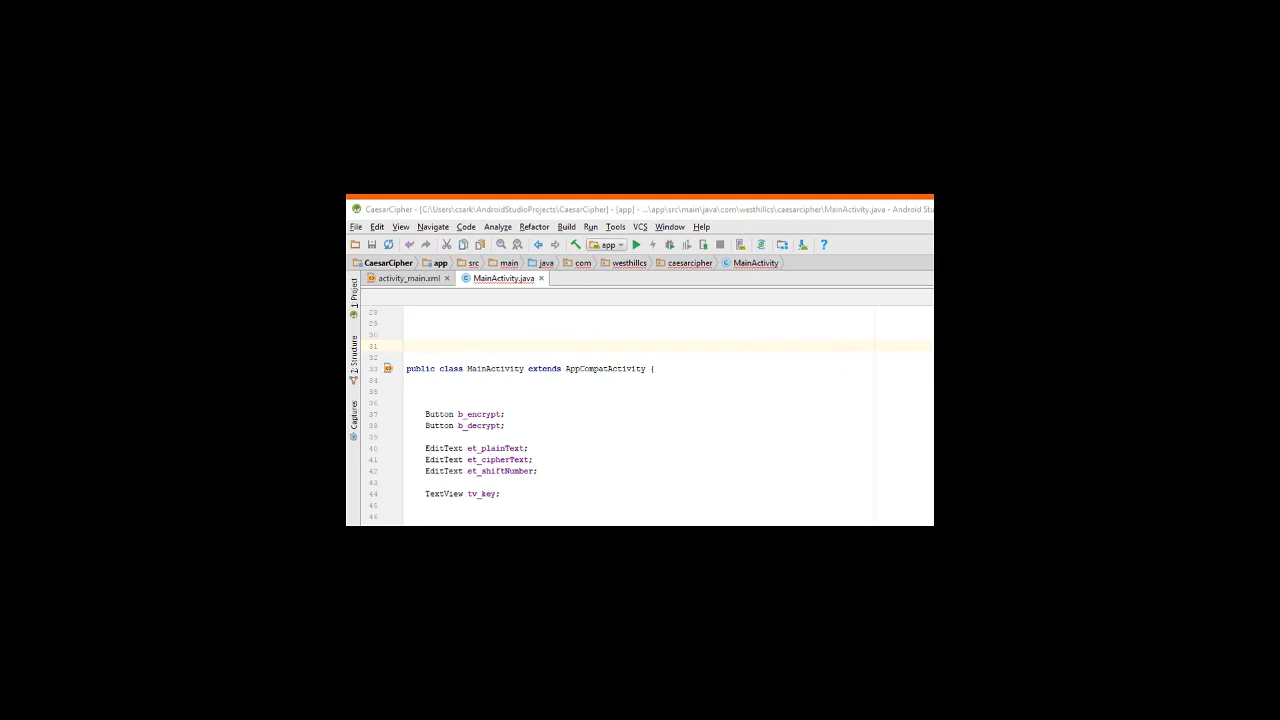 CaesarCipher - [C:\Users\csark\AndroidStudioProjects\CaesarCipher] - [app] - ...\app\src\main\java\com\westhillcs\caesarcipher\MainActivity.java - Android Stu
File Edit View Navigate Code Analyze Refactor Build Run Tools VCS Window Help
app
CaesarCipher app src main java com westhillcs caesarcipher MainActivity
activity_main.xml MainActivity.java
1: Project
7: Structure
Captures
28
29
30
31
32
33 public class MainActivity extends AppCompatActivity {
34
35
36
37 Button b_encrypt;
38 Button b_decrypt;
39
40 EditText et_plainText;
41 EditText et_cipherText;
42 EditText et_shiftNumber;
43
44 TextView tv_key;
45
46